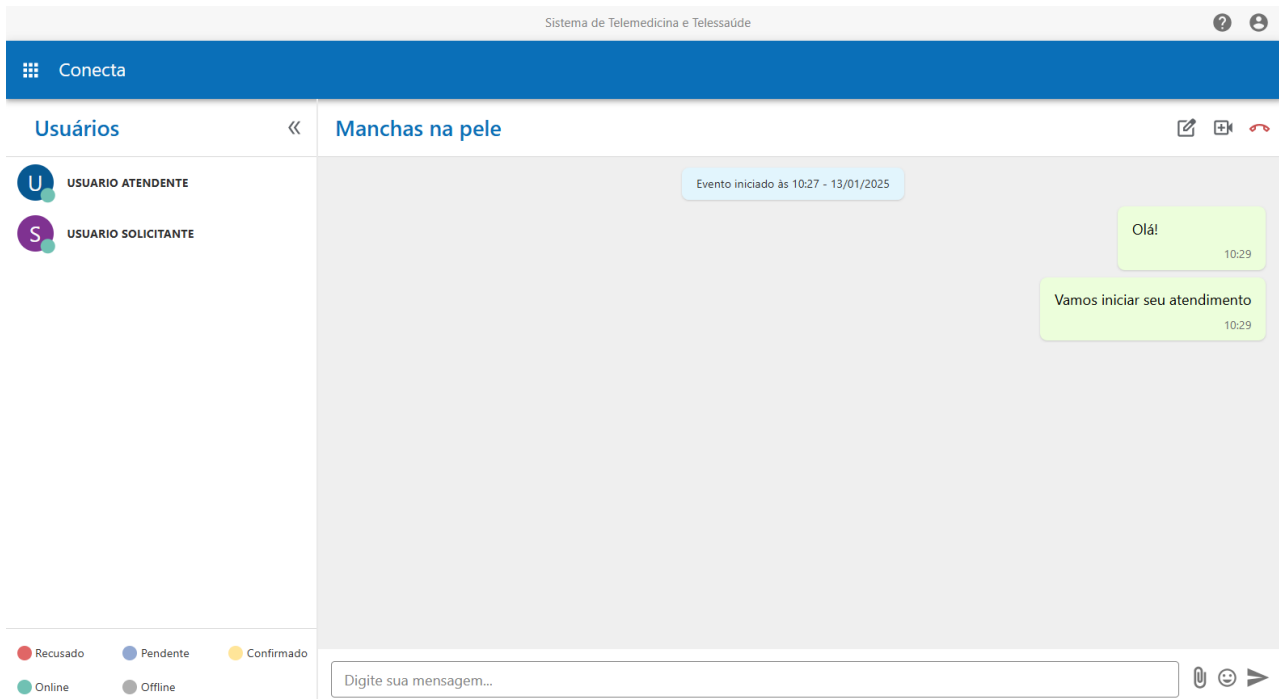 Sistema de Telemedicina e Telessaúde
Conecta
Usuários
Manchas na pele
U
USUARIO ATENDENTE
S
USUARIO SOLICITANTE
Evento iniciado às 10:27 - 13/01/2025
Olá!
10:29
Vamos iniciar seu atendimento
10:29
Recusado
Pendente
Confirmado
Online
Offline
Digite sua mensagem...